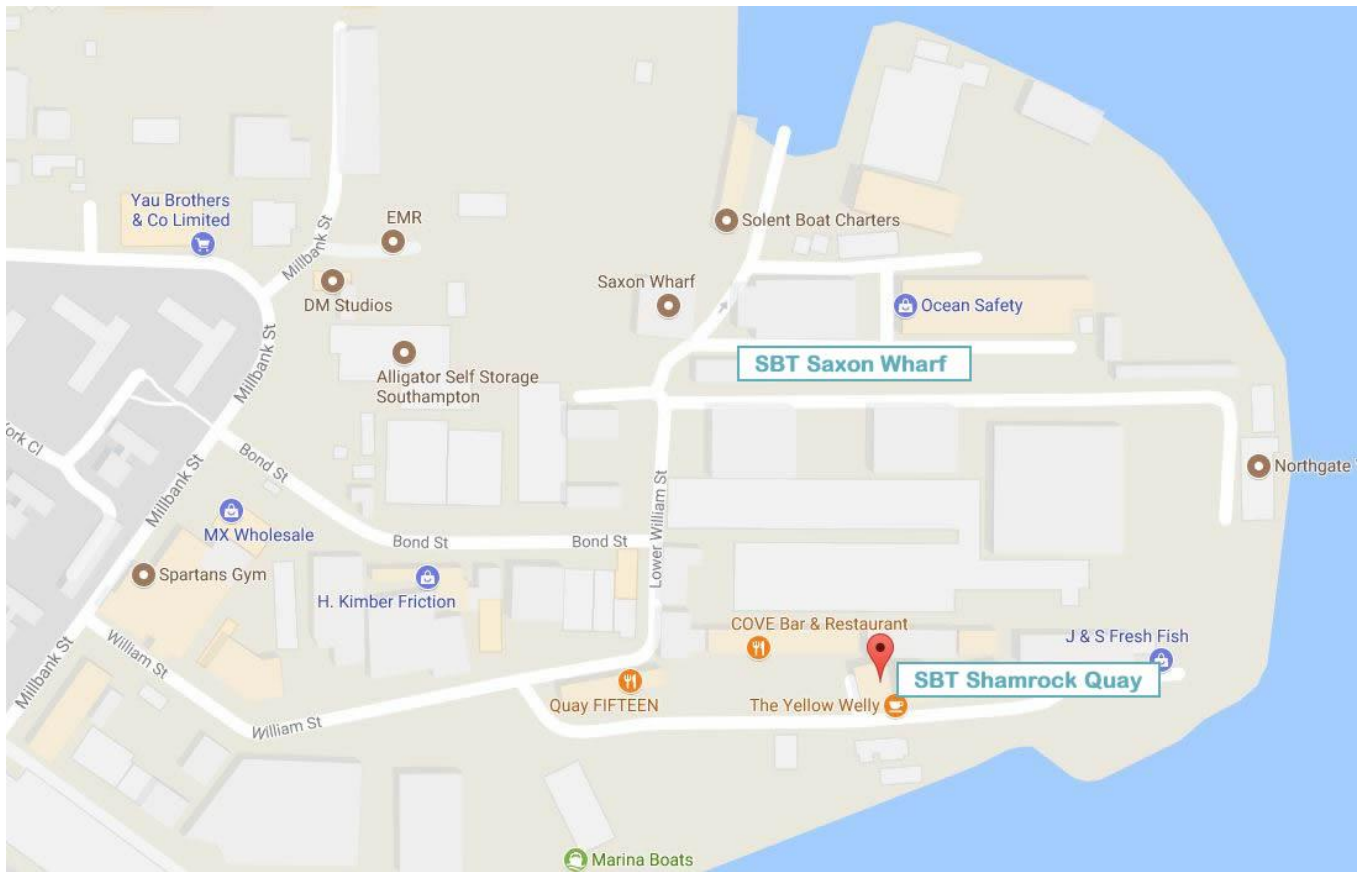 Yau Brothers
& Co Limited
Millbank St
EMR
Solent Boat Charters
DM Studios
Saxon Wharf
Ocean Safety
Millbank St
SBT Saxon Wharf
Alligator Self Storage
Southampton
York Cl
Bond St
Millbank St
Northgate
MX Wholesale
Lower William St
Bond St
Bond St
Spartans Gym
H. Kimber Friction
COVE Bar & Restaurant
J & S Fresh Fish
William St
Millbank St
SBT Shamrock Quay
Quay FIFTEEN
The Yellow Welly
William St
Marina Boats